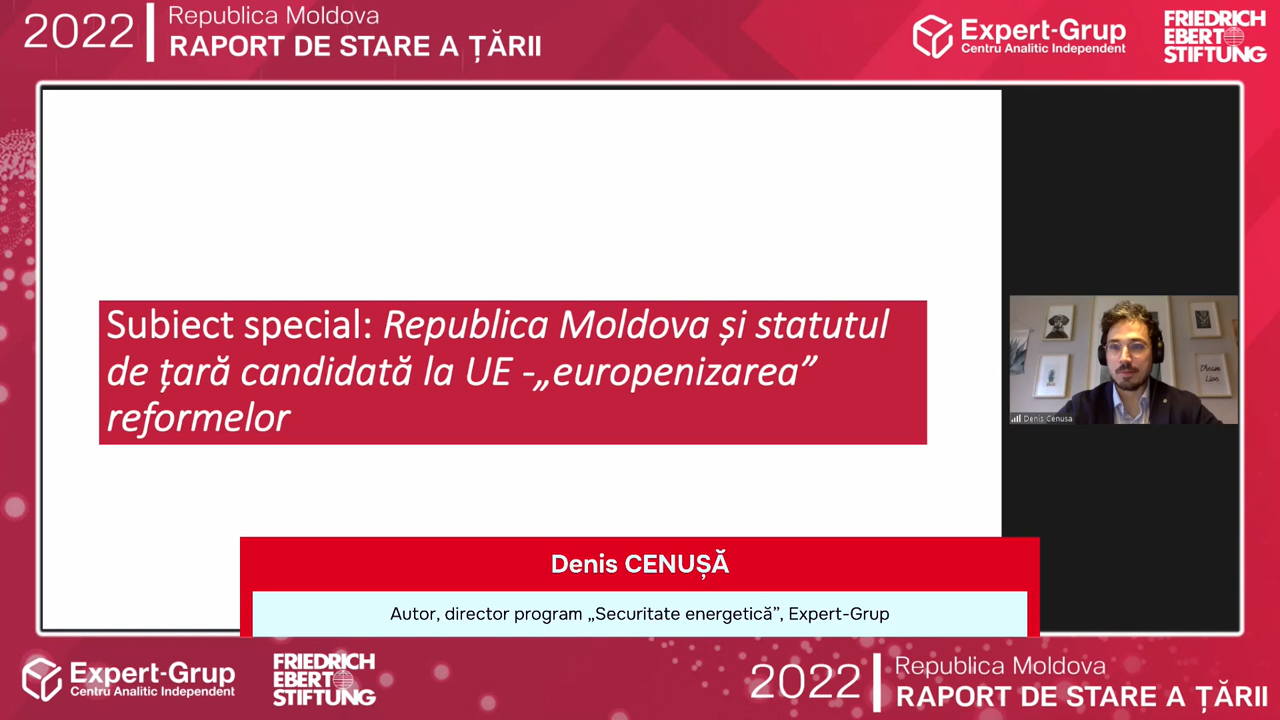 2022
Republica Moldova
RAPORT DE STARE A ȚĂRII
Expert-Grup
Centru Analitic Independent
FRIEDRICH
EBERT
STIFTUNG
Subiect special: Republica Moldova și statutul
de țară candidată la UE -„europenizarea”
reformelor
Dream
Live
Denis Cenusa
Denis CENUȘĂ
Autor, director program „Securitate energetică”, Expert-Grup
Expert-Grup
Centru Analitic Independent
FRIEDRICH
EBERT
STIFTUNG
2022
Republica Moldova
RAPORT DE STARE A ȚĂRII